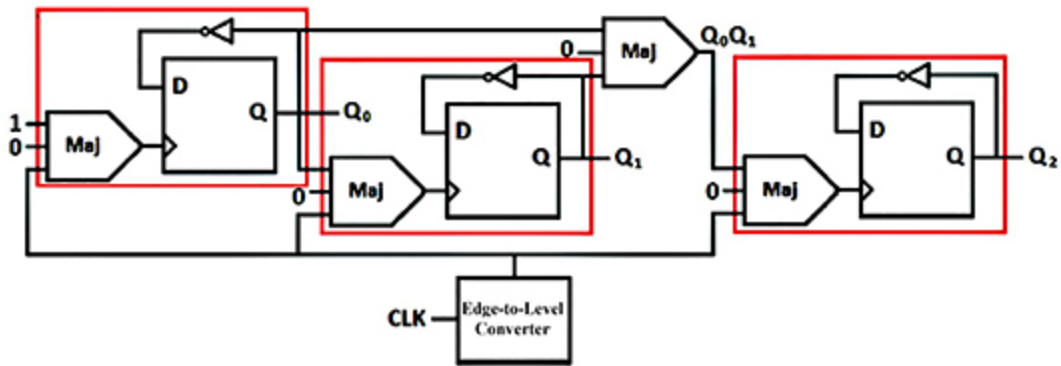 Maj
Q₀Q₁
0
D
Q
Q₀
1
0
Maj
D
Q
Q₁
0
Maj
D
Q
Q₂
0
Maj
CLK
Edge-to-Level
Converter